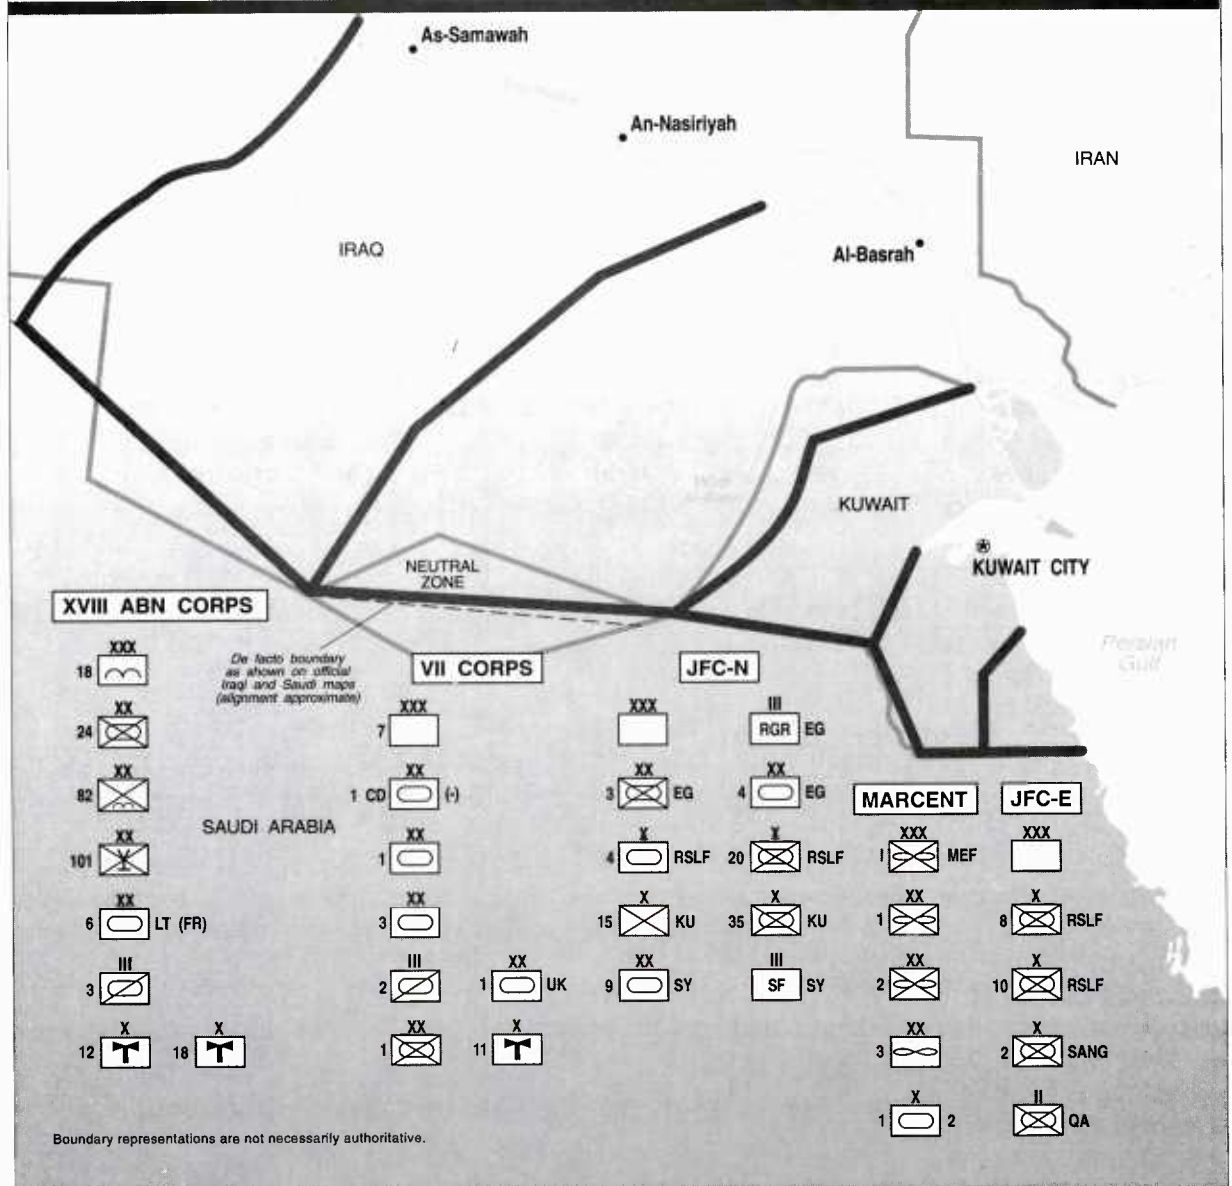 As-Samawah
An-Nasiriyah
IRAN
IRAQ
Al-Basrah
KUWAIT
NEUTRAL
ZONE
KUWAIT CITY
Persian
Gulf
De facto boundary
as shown on official
Iraqi and Saudi maps
(alignment approximate)
SAUDI ARABIA
XVIII ABN CORPS
XXX
18
XX
24
XX
82
XX
101
XX
6 LT (FR)
III
3
X
12
X
18
VII CORPS
XXX
7
XX
1 CD (-)
XX
1
XX
3
III
2
XX
1 UK
XX
1
X
11
JFC-N
XXX
III
RGR EG
XX
3 EG
XX
4 EG
X
4 RSLF
X
20 RSLF
X
15 KU
X
35 KU
XX
9 SY
III
SF SY
MARCENT
XXX
I MEF
XX
1
XX
2
XX
3
X
1 2
JFC-E
XXX
X
8 RSLF
X
10 RSLF
X
2 SANG
II
QA
Boundary representations are not necessarily authoritative.